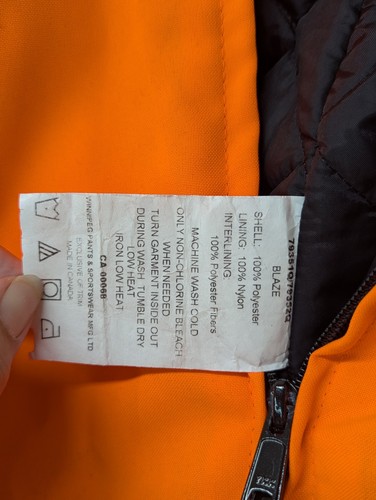 79351Q/79352Q
BLAZE
SHELL: 100% Polyester
LINING: 100% Nylon
INTERLINING:
100% Polyester Fibers
MACHINE WASH COLD
ONLY NON-CHLORINE BLEACH
WHEN NEEDED
TURN GARMENT INSIDE OUT
DURING WASH. TUMBLE DRY
LOW HEAT
IRON LOW HEAT
CA 00068
WINNIPEG PANTS & SPORTSWEAR MFG LTD
EXCLUSIVE OF TRIM
MADE IN CANADA